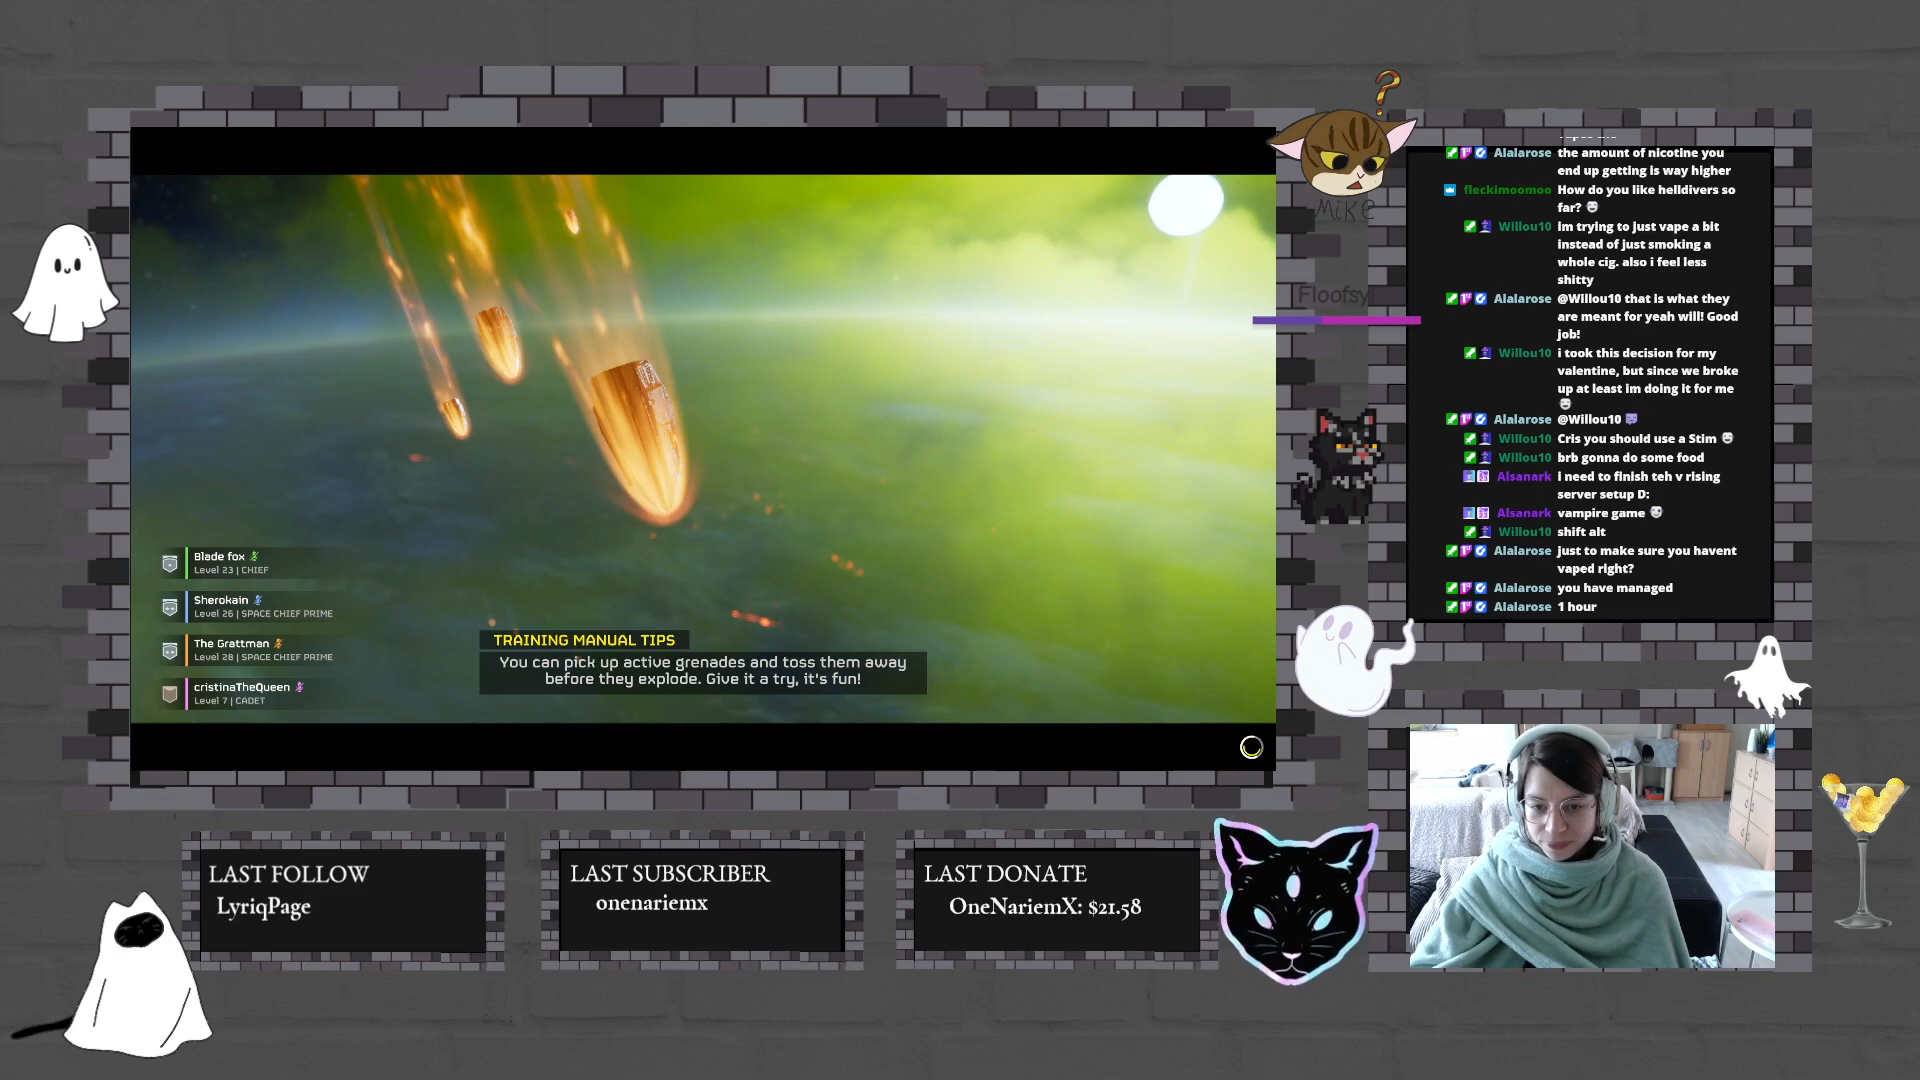 Blade fox
Level 23 | CHIEF
Sherokain
Level 26 | SPACE CHIEF PRIME
The Grattman
Level 28 | SPACE CHIEF PRIME
cristinaTheQueen
Level 7 | CADET
TRAINING MANUAL TIPS
You can pick up active grenades and toss them away
before they explode. Give it a try, it's fun!
?
MiKe
Floofsy
Alalarose the amount of nicotine you
end up getting is way higher
fleckimoomoo How do you like helldivers so
far?
Willou10 Im trying to just vape a bit
instead of just smoking a
whole cig. also i feel less
shitty
Alalarose @Willou10 that is what they
are meant for yeah will! Good
job!
Willou10 i took this decision for my
valentine, but since we broke
up at least im doing it for me
Alalarose @Willou10
Willou10 Cris you should use a Stim
Willou10 brb gonna do some food
Alsanark i need to finish teh v rising
server setup D:
Alsanark vampire game
Willou10 shift alt
Alalarose just to make sure you havent
vaped right?
Alalarose you have managed
Alalarose 1 hour
LAST FOLLOW
LyriqPage
LAST SUBSCRIBER
onenariemx
LAST DONATE
OneNariemX: $21.58